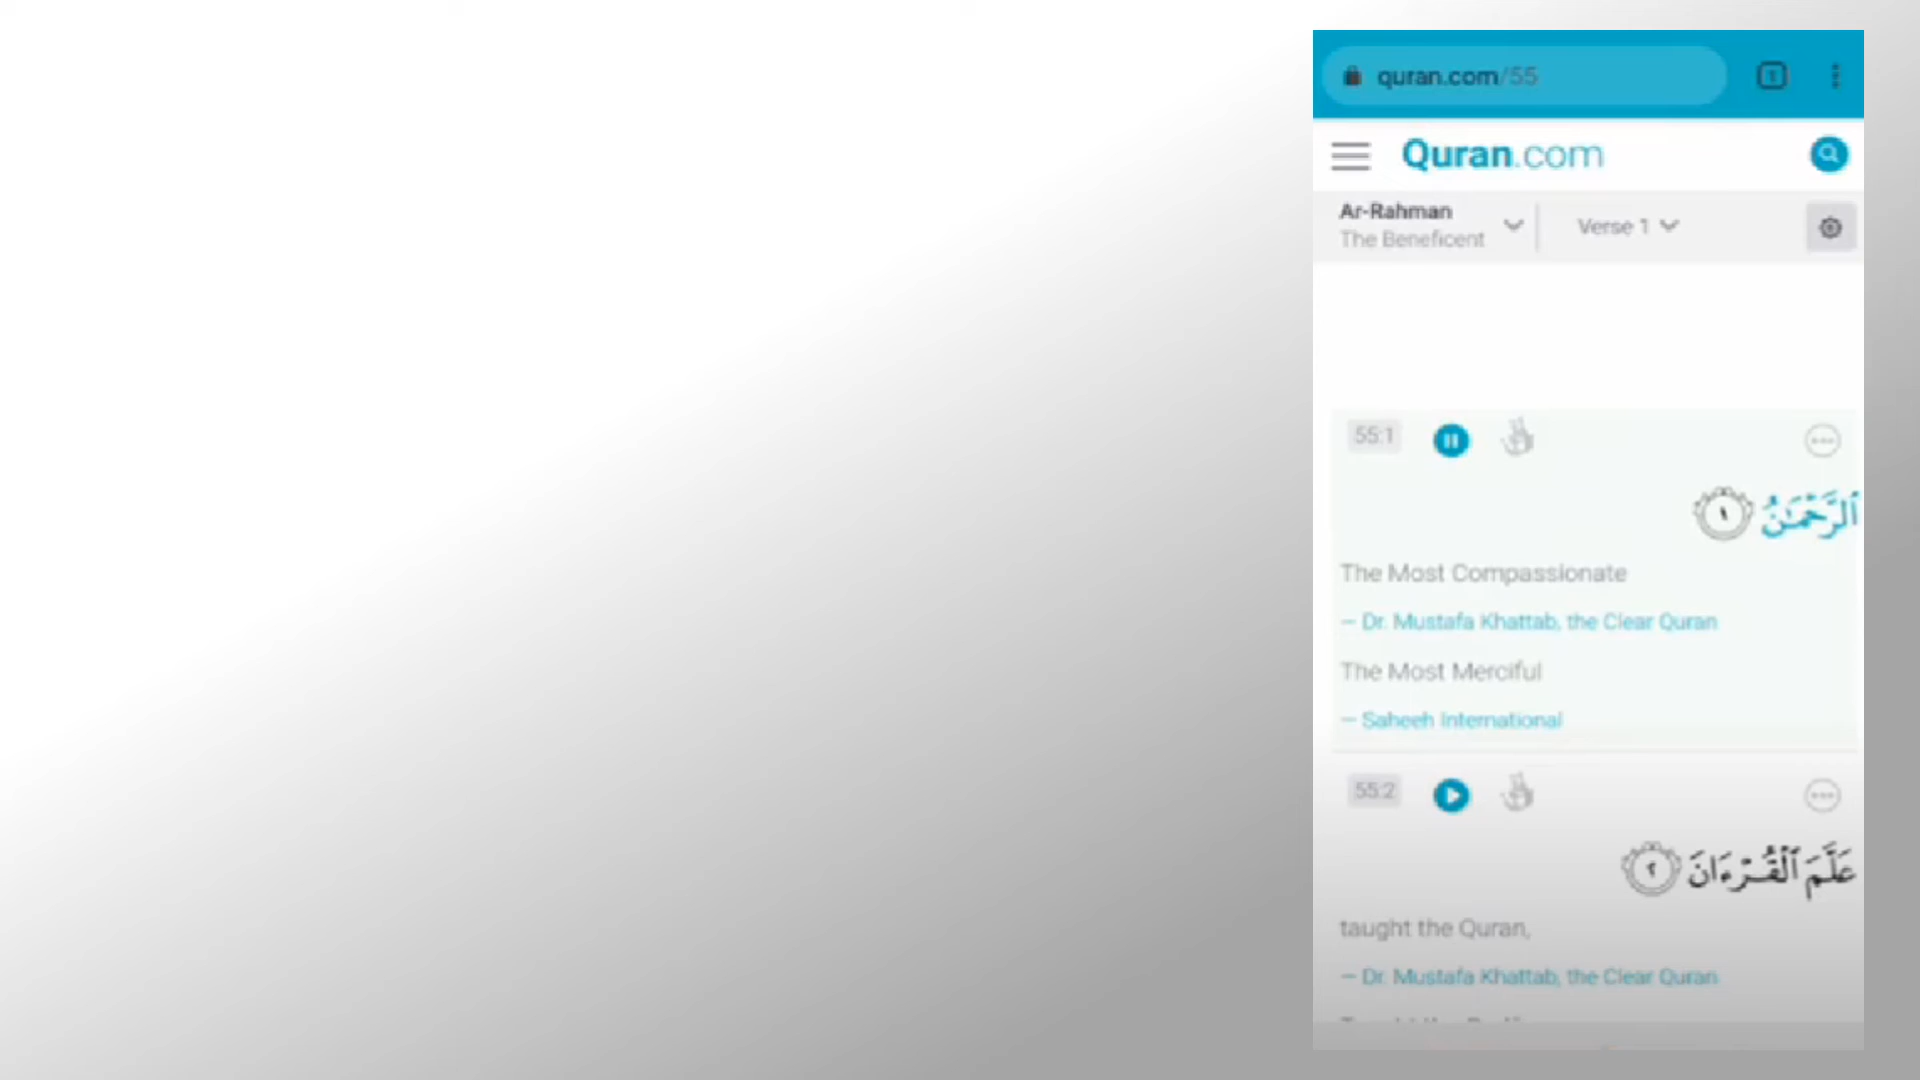 quran.com/55
1
Quran.com
Ar-Rahman
The Beneficent
Verse 1
55:1
ٱلرَّحْمَـٰنُ ١
The Most Compassionate
— Dr. Mustafa Khattab, the Clear Quran
The Most Merciful
— Saheeh International
55:2
عَلَّمَ ٱلْقُرْءَانَ ٢
taught the Quran,
— Dr. Mustafa Khattab, the Clear Quran